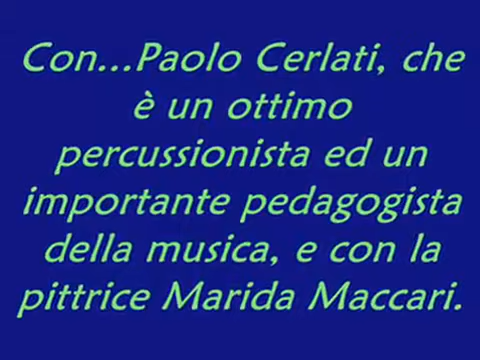 Con...Paolo Cerlati, che
è un ottimo
percussionista ed un
importante pedagogista
della musica, e con la
pittrice Marida Maccari.